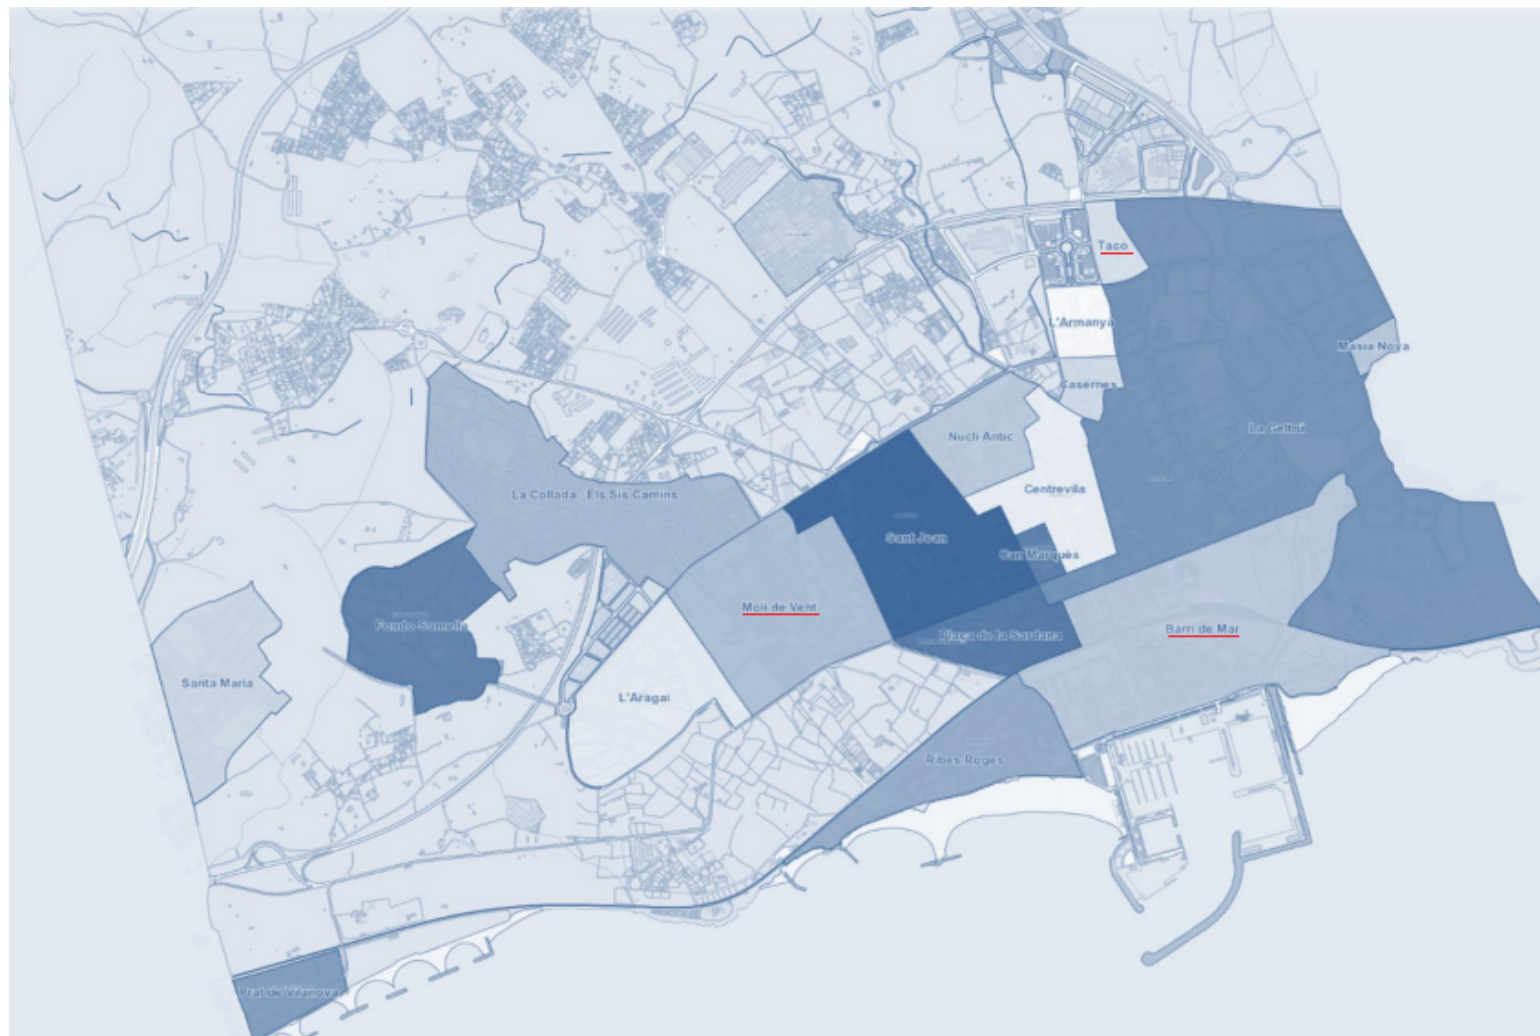 Taco
L'Armanya
Masia Nova
Casernes
La Geltrú
Nucli Antic
Centrevila
La Collada - Els Sis Camins
Sant Joan
Can Marquès
Molí de Vent
Fondo Somella
Plaça de la Sardana
Barri de Mar
Santa Maria
L'Aragai
Ribes Roges
Prat de Vilanova